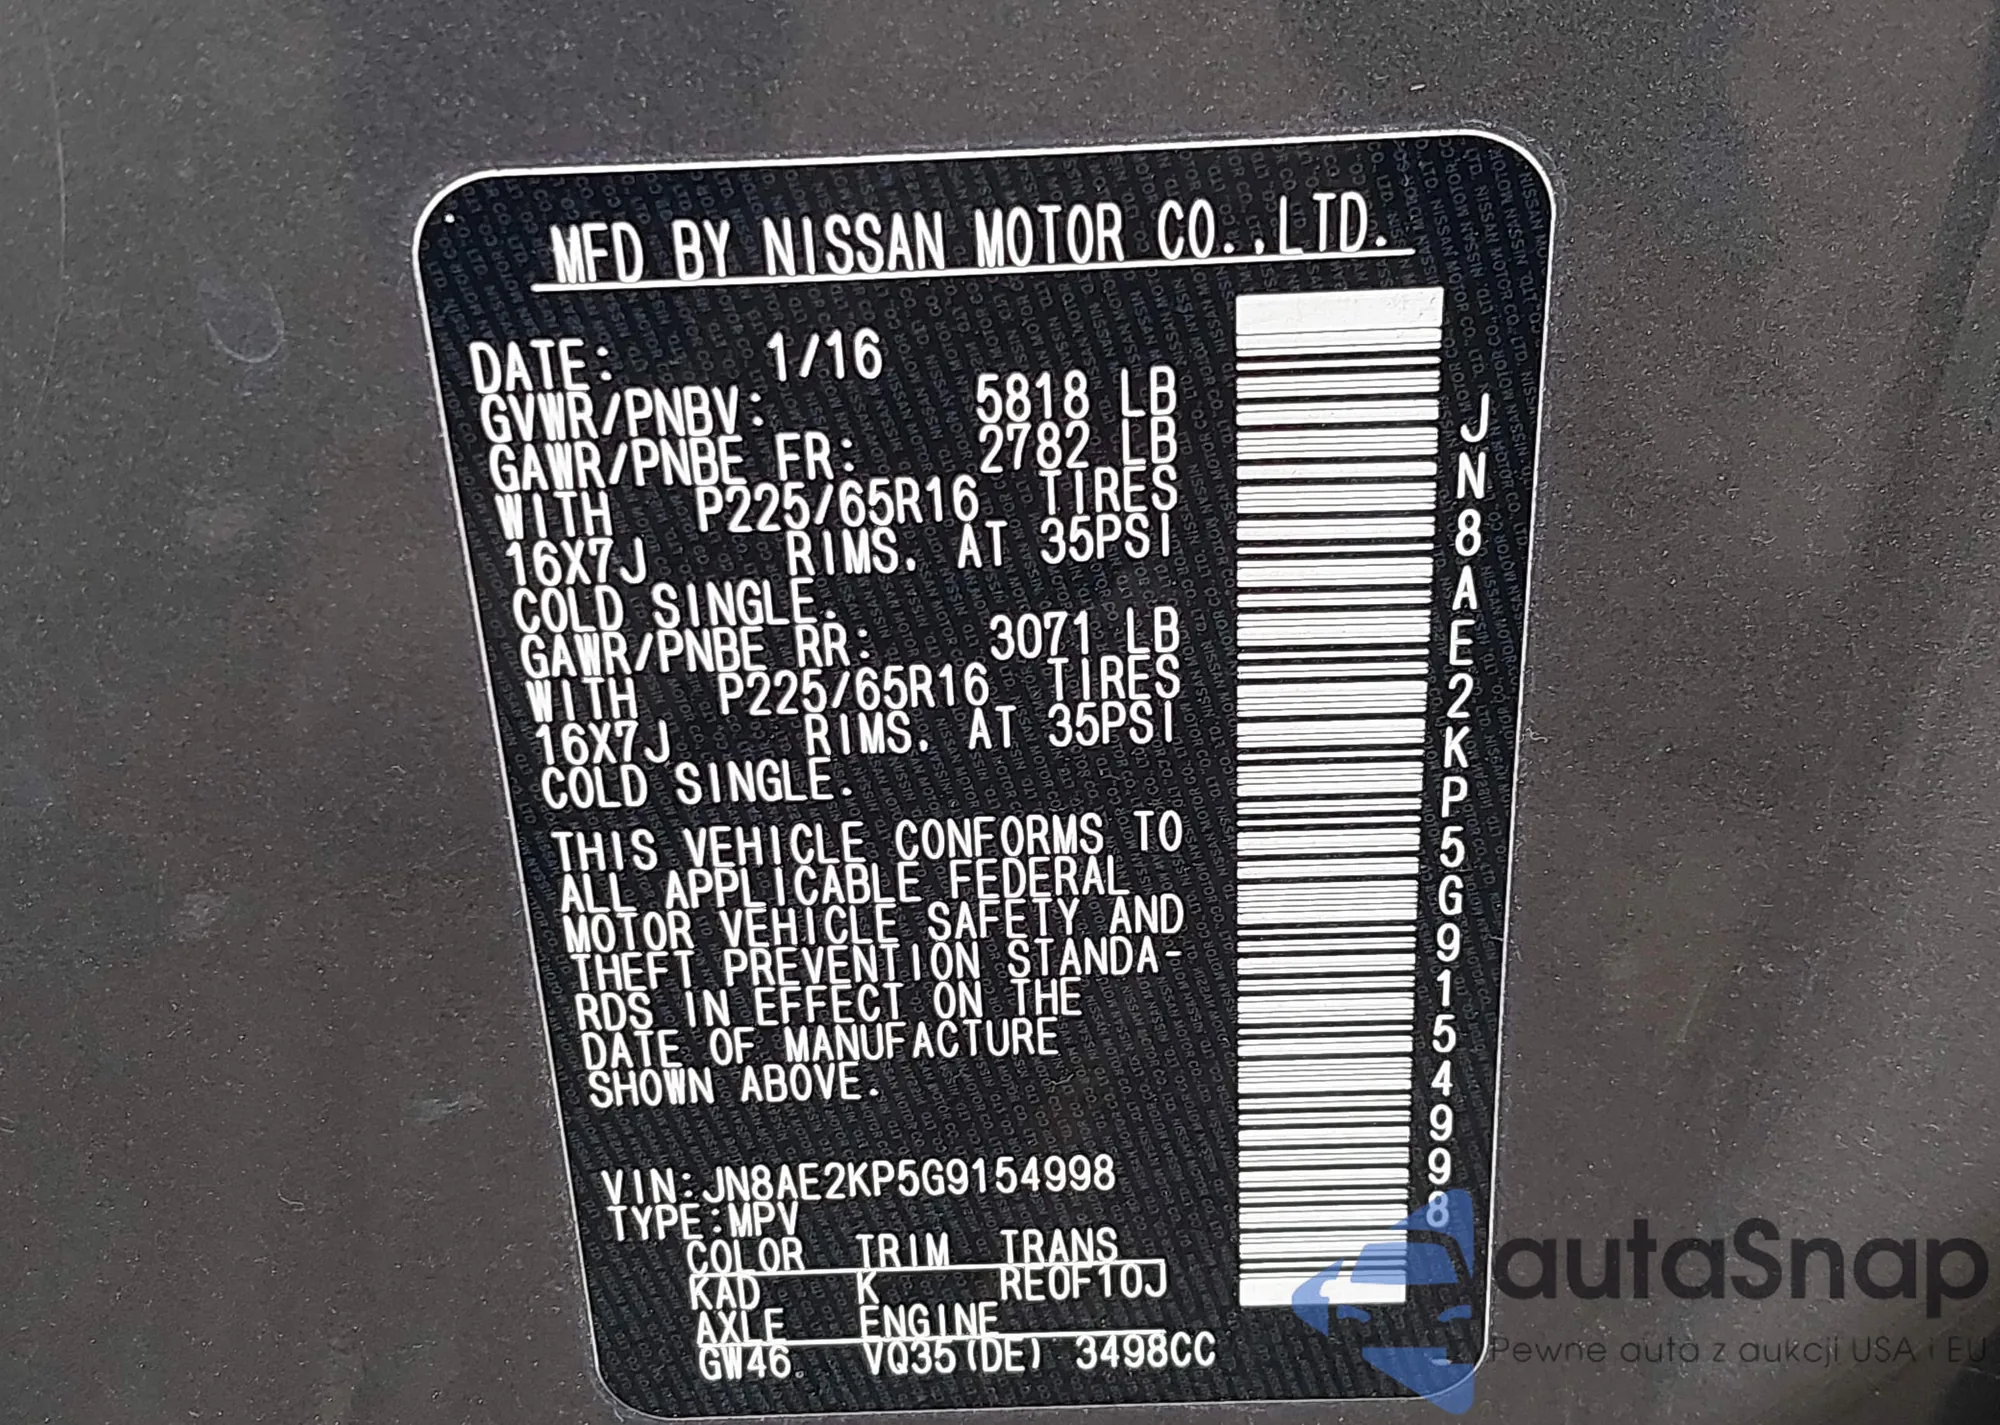 MFD BY NISSAN MOTOR CO.,LTD.
DATE: 1/16
GVWR/PNBV: 5818 LB
GAWR/PNBE FR: 2782 LB
WITH P225/65R16 TIRES
16X7J RIMS. AT 35PSI
COLD SINGLE.
GAWR/PNBE RR: 3071 LB
WITH P225/65R16 TIRES
16X7J RIMS. AT 35PSI
COLD SINGLE.
THIS VEHICLE CONFORMS TO
ALL APPLICABLE FEDERAL
MOTOR VEHICLE SAFETY AND
THEFT PREVENTION STANDA-
RDS IN EFFECT ON THE
DATE OF MANUFACTURE
SHOWN ABOVE.
VIN:JN8AE2KP5G9154998
TYPE:MPV
COLOR TRIM TRANS
KAD K RE0F10J
AXLE ENGINE
GW46 VQ35(DE) 3498CC
JN8AE2KP5G9154998
autaSnap
Pewne auta z aukcji USA i EU